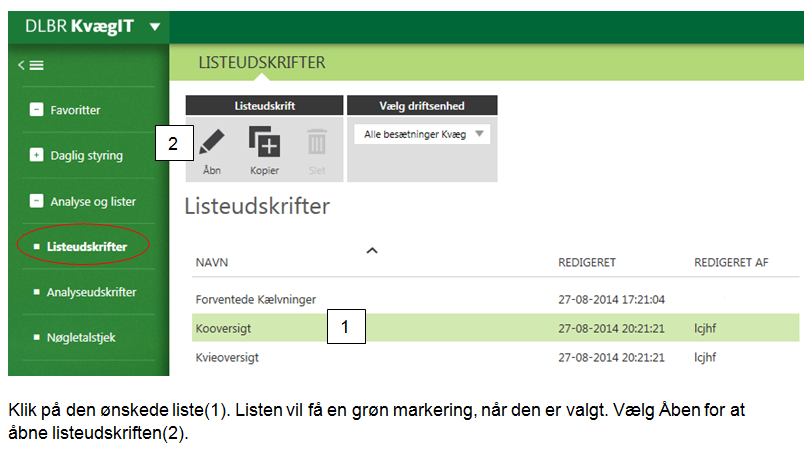 DLBR KvægIT
<
LISTEUDSKRIFTER
Favoritter
Daglig styring
Analyse og lister
Listeudskrifter
Analyseudskrifter
Nøgletalstjek
Listeudskrift
Vælg driftsenhed
2
Åbn
Kopier
Slet
Alle besætninger Kvæg
Listeudskrifter
NAVN REDIGERET REDIGERET AF
Forventede Kælvninger 27-08-2014 17:21:04
Kooversigt 1 27-08-2014 20:21:21 lcjhf
Kvieoversigt 27-08-2014 20:21:21 lcjhf
Klik på den ønskede liste(1). Listen vil få en grøn markering, når den er valgt. Vælg Åben for at
åbne listeudskriften(2).